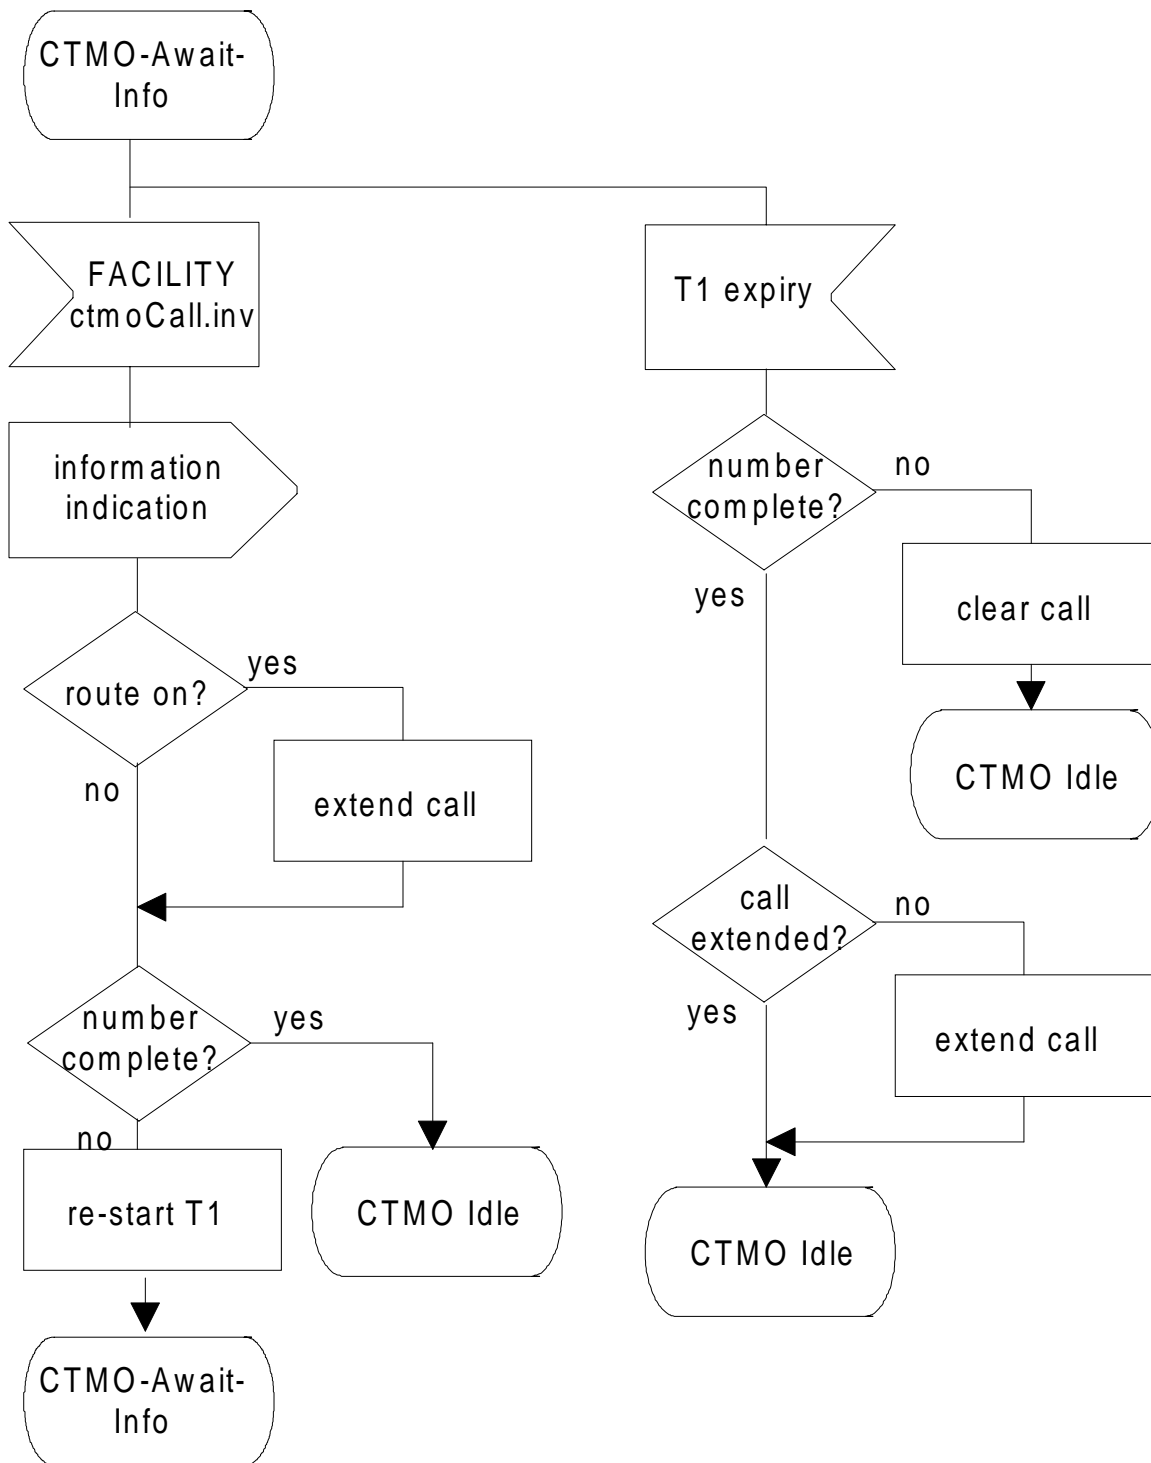 CTMO-Await-
Info
FACILITY
ctmoCall.inv
T1 expiry
information
indication
number
complete?
no
yes
clear call
route on?
yes
no
extend call
CTMO Idle
call
extended?
no
yes
extend call
number
complete?
yes
no
re-start T1
CTMO Idle
CTMO Idle
CTMO-Await-
Info